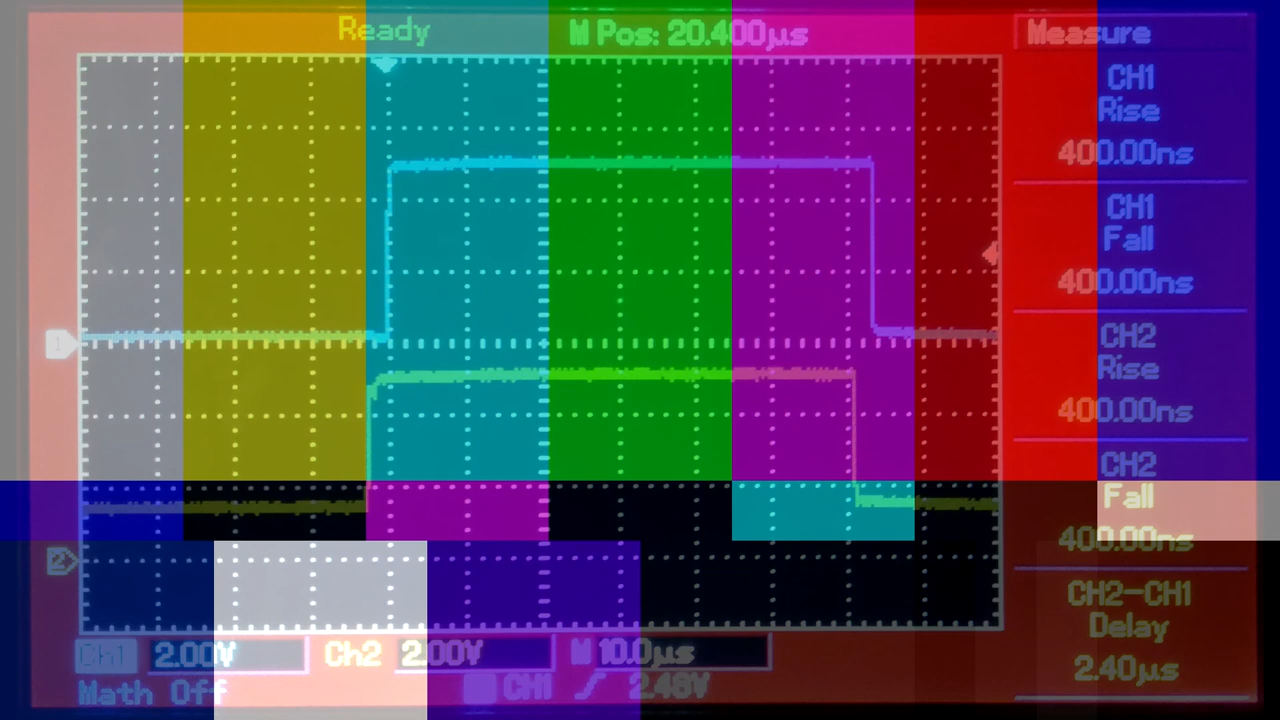 Ready M Pos: 20.400µs Measure
CH1
Rise
400.00ns
CH1
Fall
400.00ns
CH2
Rise
400.00ns
CH2
Fall
400.00ns
CH2-CH1
Delay
2.40µs
1
2
Ch1 2.00V Ch2 2.00V M 10.0µs
Math Off CH1 2.48V